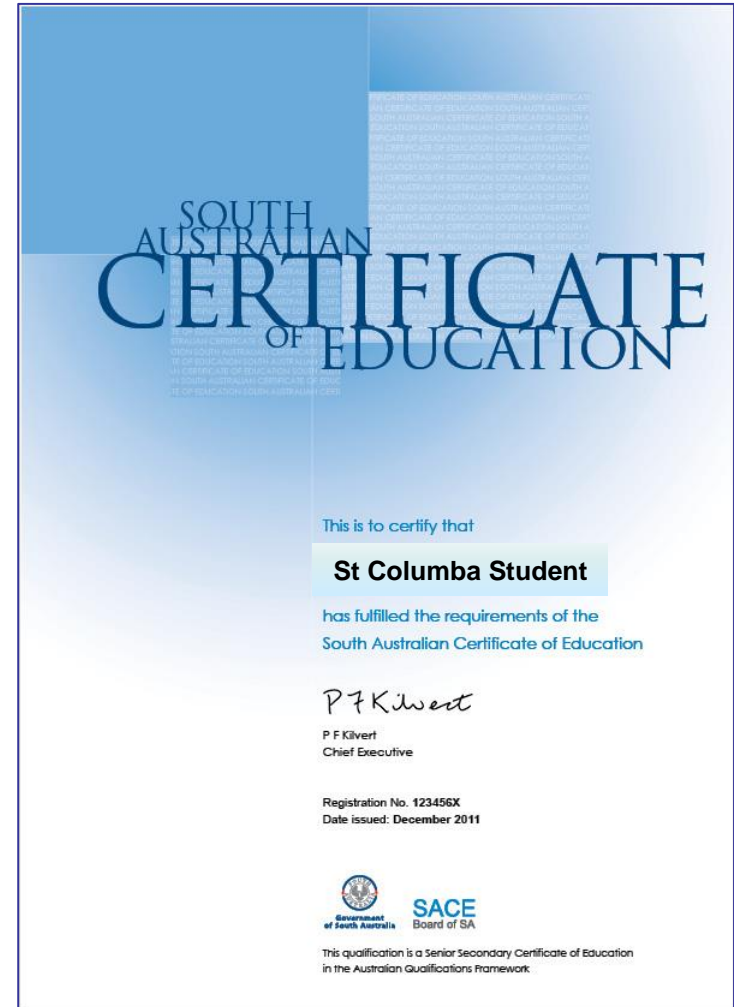 SOUTH
AUSTRALIAN
CERTIFICATE
OF EDUCATION
This is to certify that
St Columba Student
has fulfilled the requirements of the
South Australian Certificate of Education
P F Kilvert
P F Kilvert
Chief Executive
Registration No. 123456X
Date issued: December 2011
Government
of South Australia
SACE
Board of SA
This qualification is a Senior Secondary Certificate of Education
in the Australian Qualifications Framework